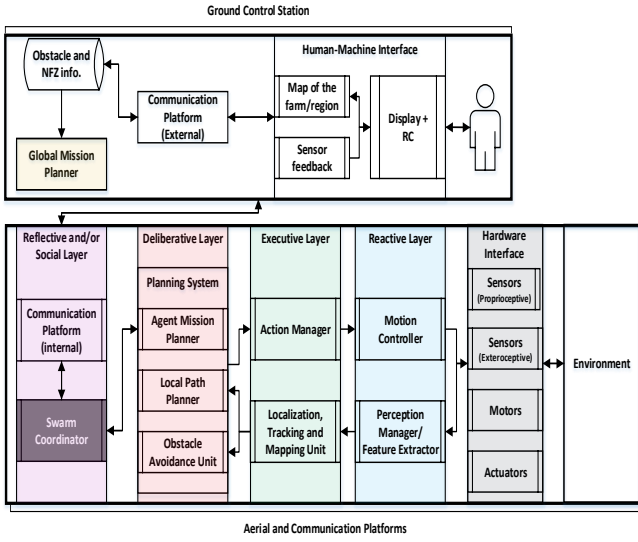 Ground Control Station
Obstacle and
NFZ info.
Global Mission
Planner
Communication
Platform
(External)
Human-Machine Interface
Map of the
farm/region
Sensor
feedback
Display +
RC
Reflective and/or
Social Layer
Communication
Platform
(internal)
Swarm
Coordinator
Deliberative Layer
Planning System
Agent Mission
Planner
Local Path
Planner
Obstacle
Avoidance Unit
Executive Layer
Action Manager
Localization,
Tracking and
Mapping Unit
Reactive Layer
Motion
Controller
Perception
Manager/
Feature Extractor
Hardware
Interface
Sensors
(Proprioceptive)
Sensors
(Exteroceptive)
Motors
Actuators
Environment
Aerial and Communication Platforms